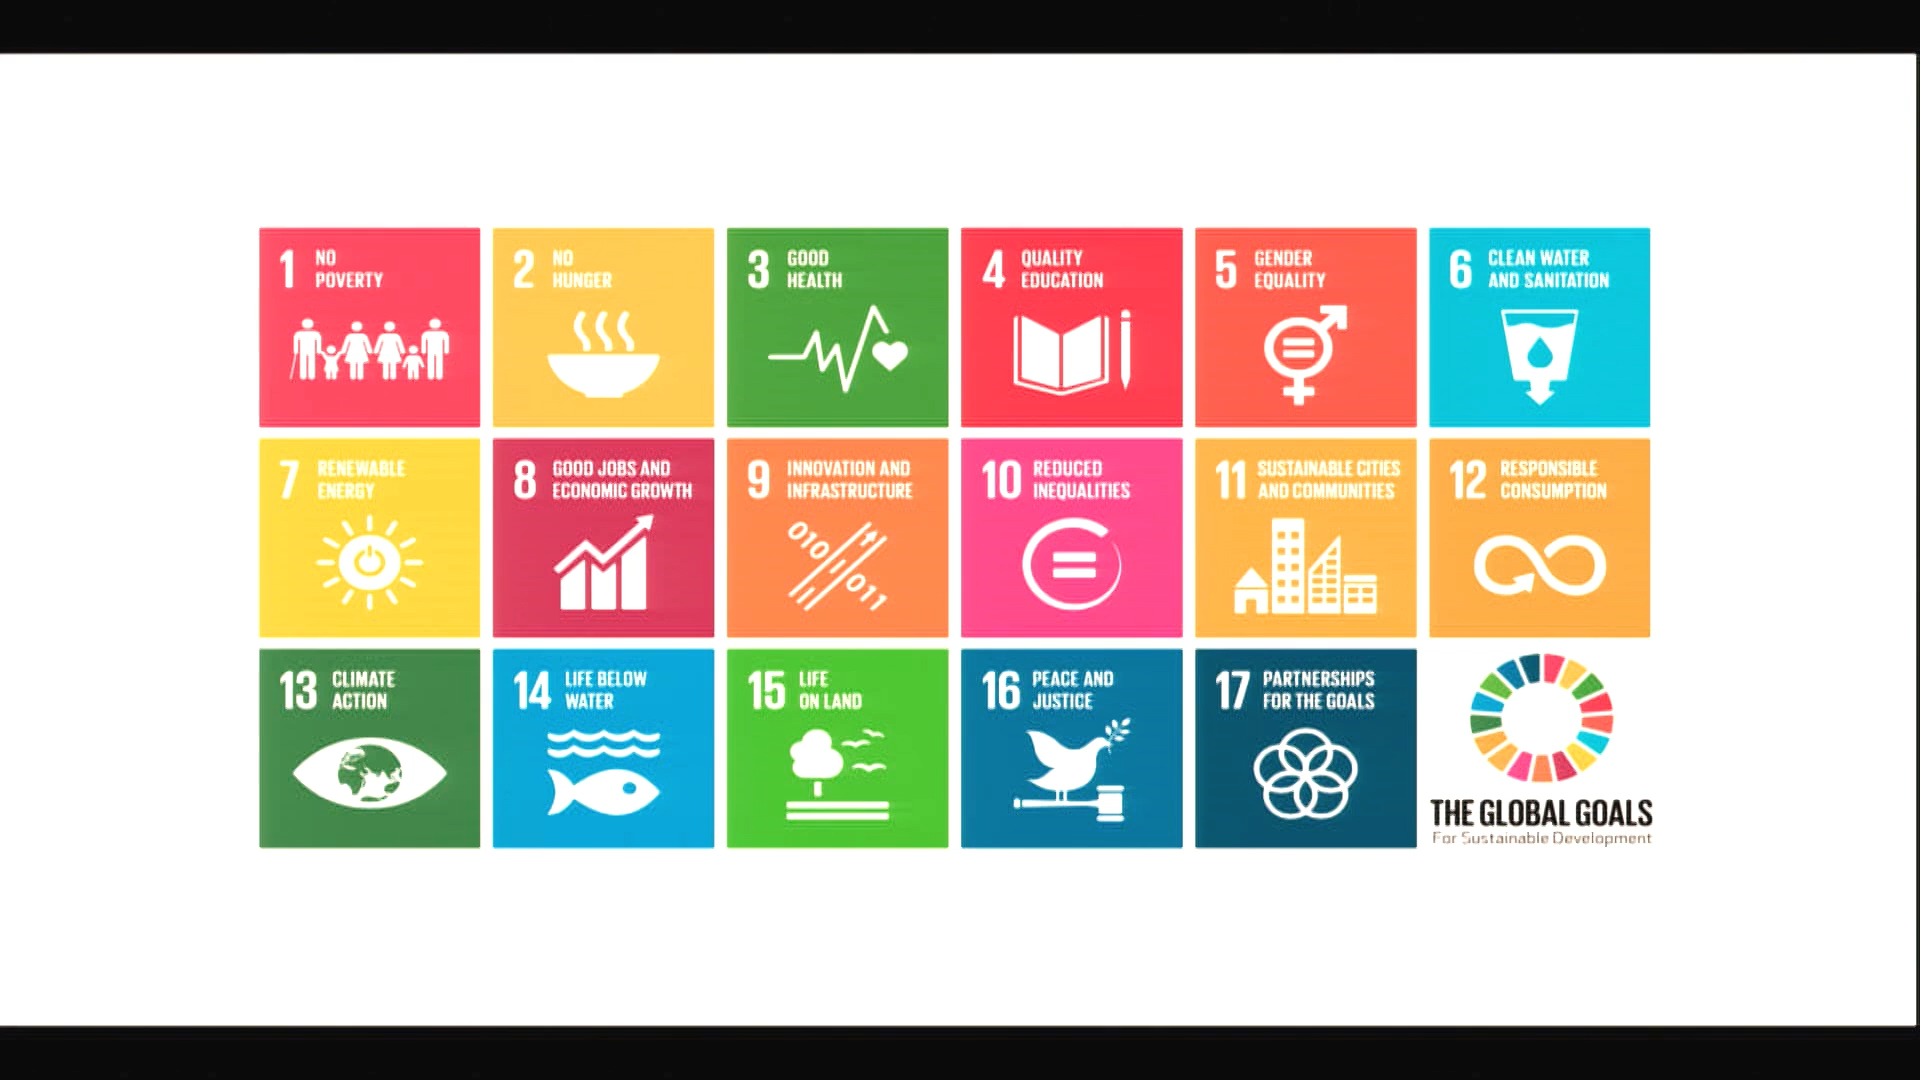 1 NO
POVERTY
2 NO
HUNGER
3 GOOD
HEALTH
4 QUALITY
EDUCATION
5 GENDER
EQUALITY
6 CLEAN WATER
AND SANITATION
7 RENEWABLE
ENERGY
8 GOOD JOBS AND
ECONOMIC GROWTH
9 INNOVATION AND
INFRASTRUCTURE
010
011
10 REDUCED
INEQUALITIES
11 SUSTAINABLE CITIES
AND COMMUNITIES
12 RESPONSIBLE
CONSUMPTION
13 CLIMATE
ACTION
14 LIFE BELOW
WATER
15 LIFE
ON LAND
16 PEACE AND
JUSTICE
17 PARTNERSHIPS
FOR THE GOALS
THE GLOBAL GOALS
For Sustainable Development